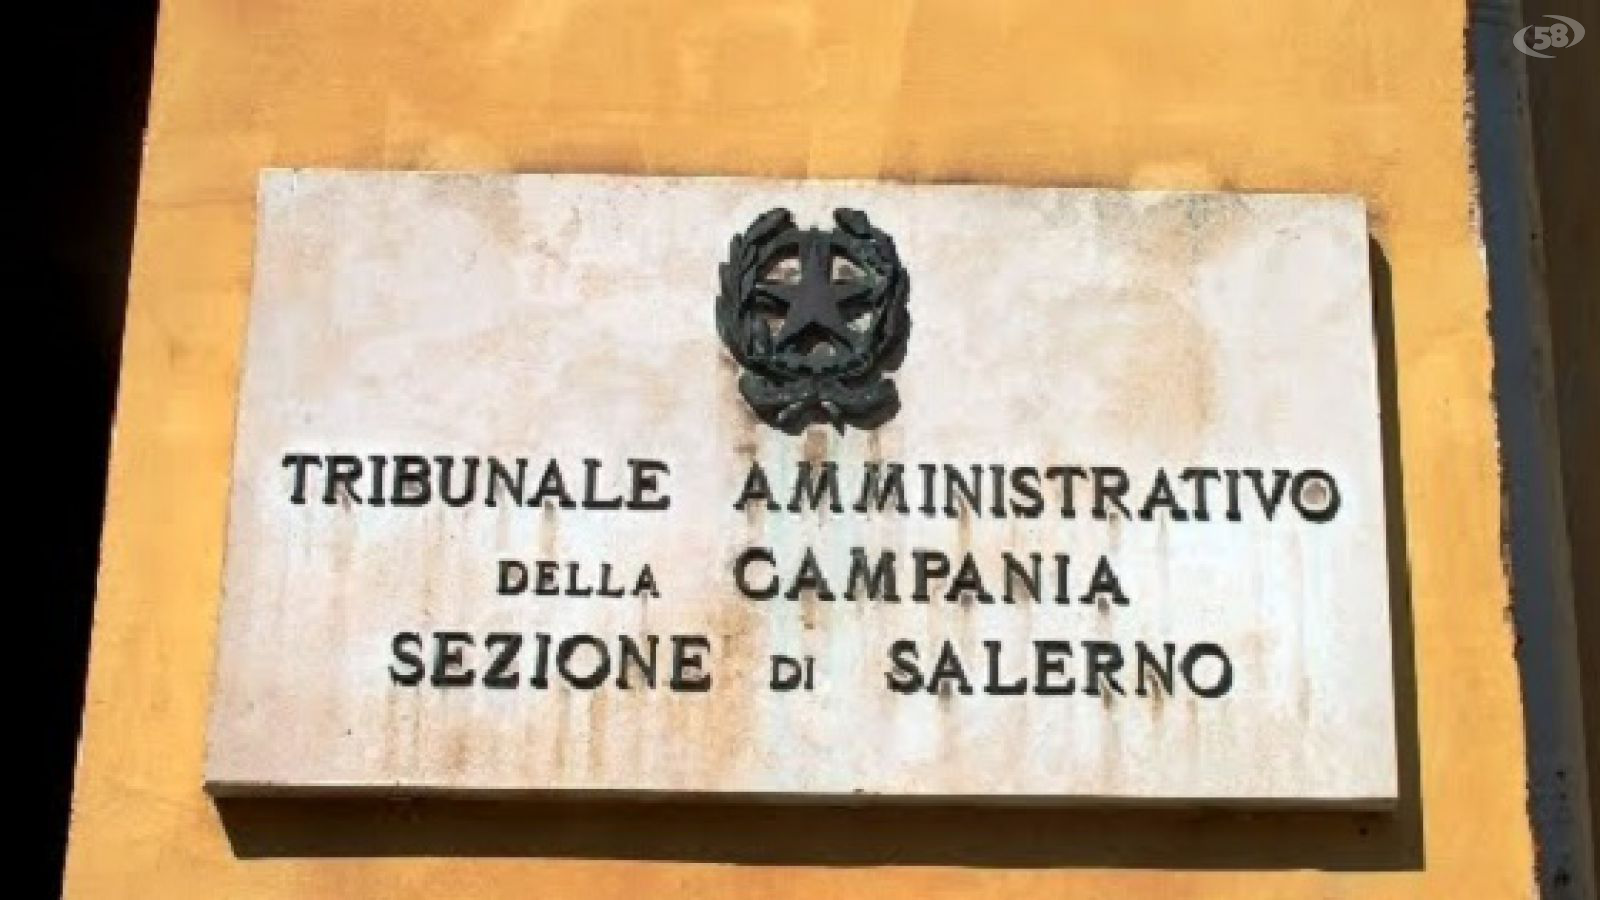 58
TRIBUNALE AMMINISTRATIVO
DELLA CAMPANIA
SEZIONE DI SALERNO